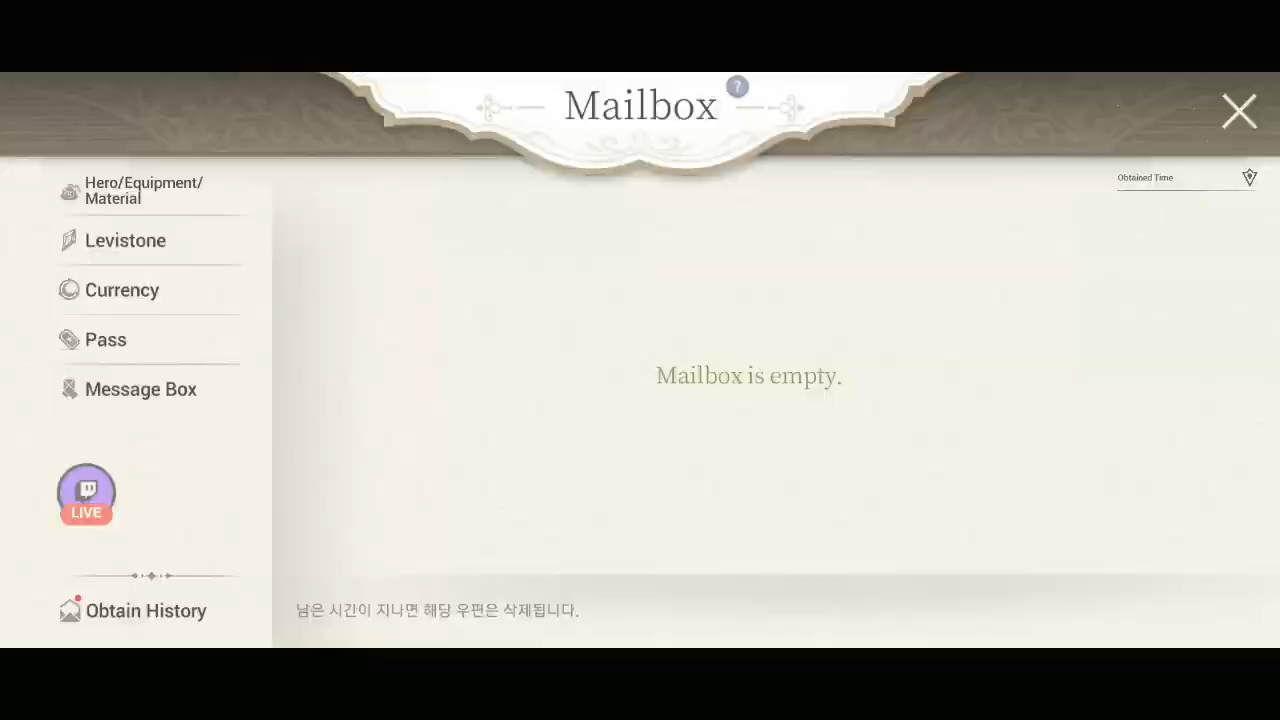 Mailbox
?
Obtained Time
Hero/Equipment/
Material
Levistone
Currency
Pass
Message Box
Mailbox is empty.
LIVE
Obtain History
남은 시간이 지나면 해당 우편은 삭제됩니다.